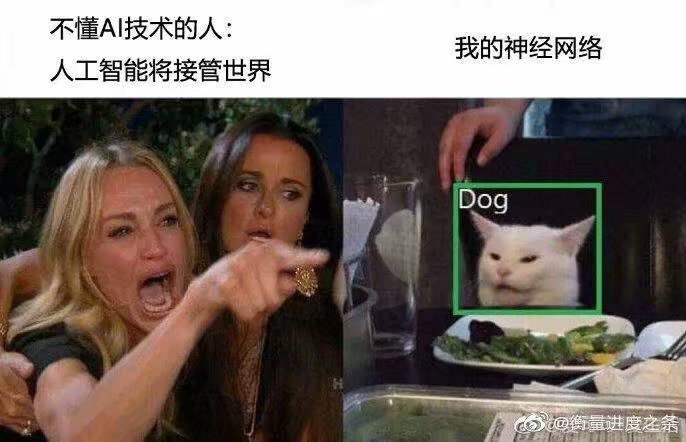 不懂AI技术的人：
人工智能将接管世界
我的神经网络
Dog
@衡量进度之条